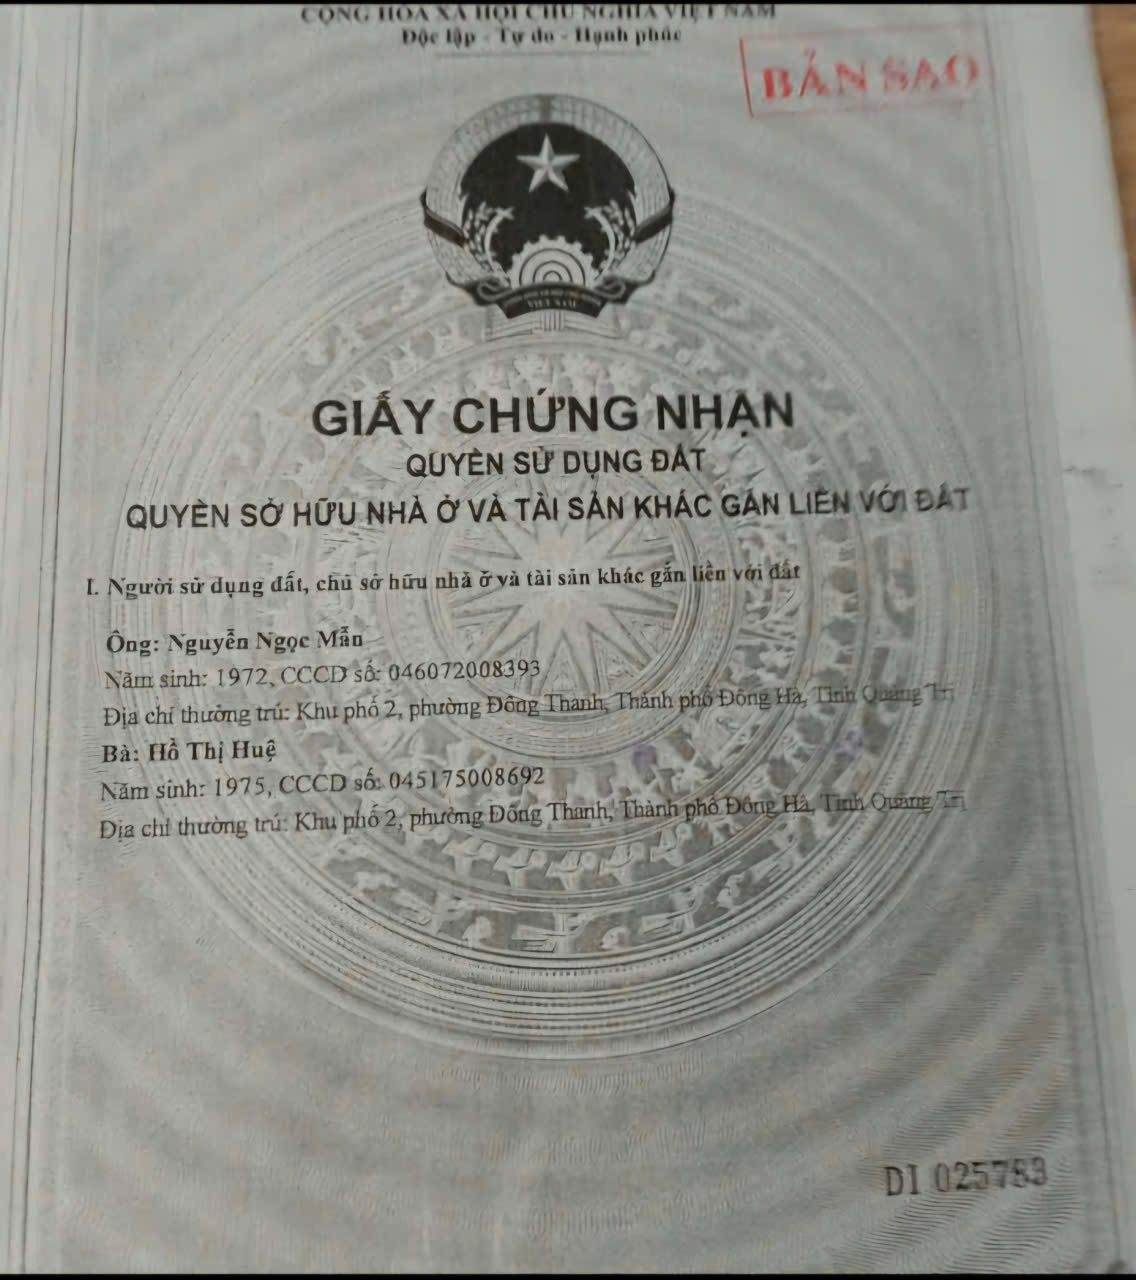 CỘNG HÒA XÃ HỘI CHỦ NGHĨA VIỆT NAM
Độc lập - Tự do - Hạnh phúc
BẢN SAO
VIỆT NAM
GIẤY CHỨNG NHẬN
QUYỀN SỬ DỤNG ĐẤT
QUYỀN SỞ HỮU NHÀ Ở VÀ TÀI SẢN KHÁC GẮN LIỀN VỚI ĐẤT
I. Người sử dụng đất, chủ sở hữu nhà ở và tài sản khác gắn liền với đất
Ông: Nguyễn Ngọc Mẫn
Năm sinh: 1972, CCCD số: 046072008393
Địa chỉ thường trú: Khu phố 2, phường Đông Thanh, Thành phố Đông Hà, Tỉnh Quảng Trị
Bà: Hồ Thị Huệ
Năm sinh: 1975, CCCD số: 045175008692
Địa chỉ thường trú: Khu phố 2, phường Đông Thanh, Thành phố Đông Hà, Tỉnh Quảng Trị
DI 025783